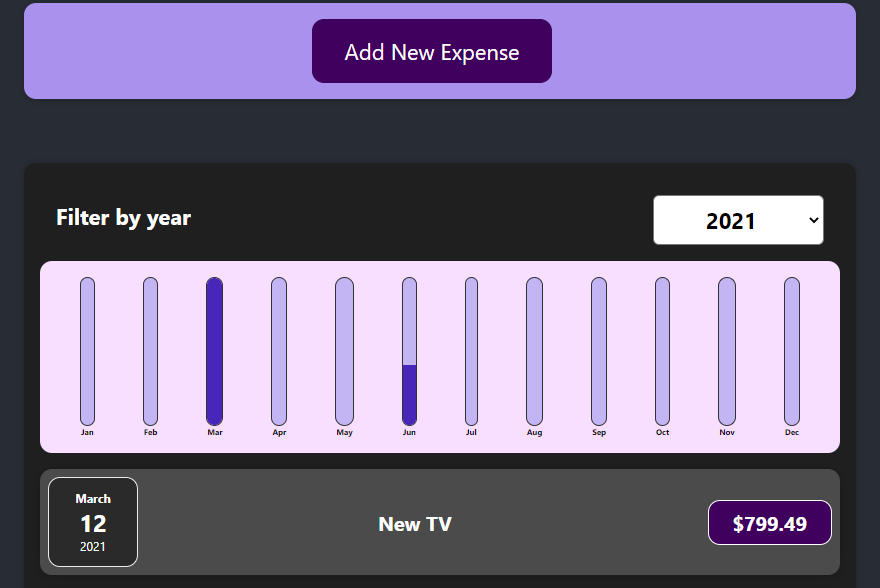 Add New Expense
Filter by year
2021
Jan Feb Mar Apr May Jun Jul Aug Sep Oct Nov Dec
March
12
2021
New TV
$799.49